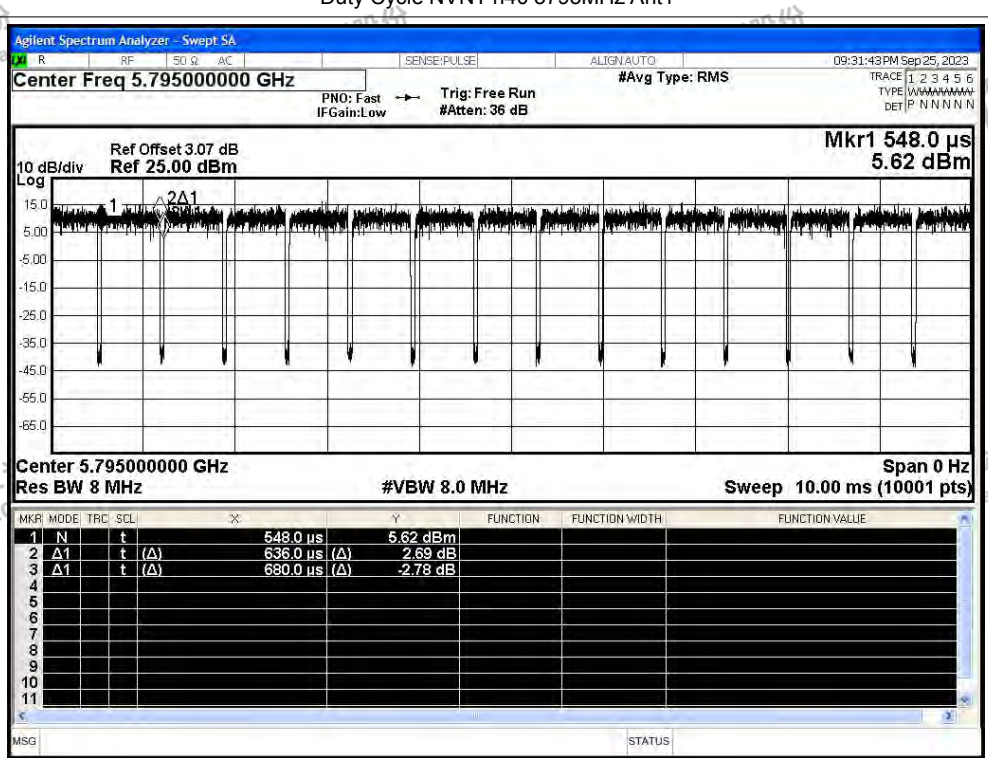 Duty Cycle NVNT n40 5795MHz Ant1
Agilent Spectrum Analyzer - Swept SA
R RF 50 Ω AC SENSE:PULSE ALIGN AUTO 09:31:43 PM Sep 25, 2023
Center Freq 5.795000000 GHz #Avg Type: RMS TRACE 1 2 3 4 5 6
PNO: Fast Trig: Free Run TYPE WWWWWW
IFGain:Low #Atten: 36 dB DET P N N N N N
Mkr1 548.0 µs
Ref Offset 3.07 dB
10 dB/div Ref 25.00 dBm 5.62 dBm
Log
15.0
1 2Δ1
5.00
-5.00
-15.0
-25.0
-35.0
-45.0
-55.0
-65.0
Center 5.795000000 GHz Span 0 Hz
Res BW 8 MHz #VBW 8.0 MHz Sweep 10.00 ms (10001 pts)
MKR MODE TRC SCL X Y FUNCTION FUNCTION WIDTH FUNCTION VALUE
1 N t 548.0 µs 5.62 dBm
2 Δ1 t (Δ) 636.0 µs (Δ) 2.69 dB
3 Δ1 t (Δ) 680.0 µs (Δ) -2.78 dB
4
5
6
7
8
9
10
11
MSG STATUS